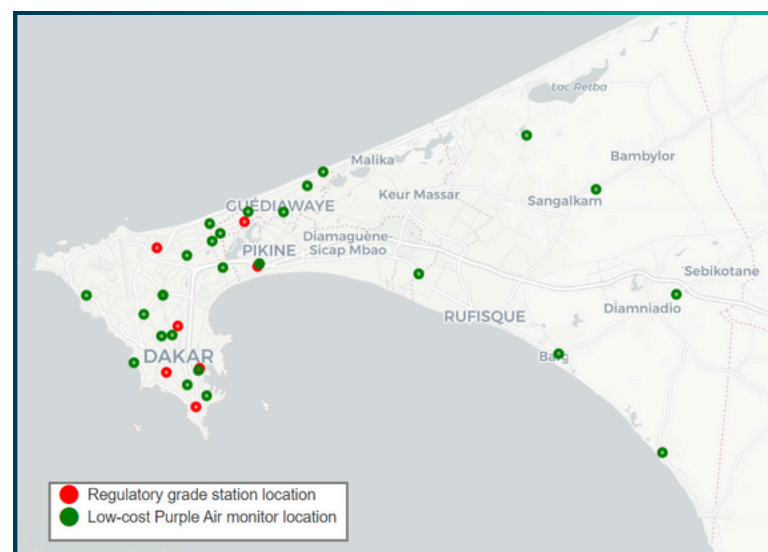 Lac Retba
Bambylor
Malika
Keur Massar
Sangalkam
GUÉDIAWAYE
Diamaguène-
Sicap Mbao
PIKINE
Sebikotane
Diamniadio
RUFISQUE
Barg
DAKAR
Regulatory grade station location
Low-cost Purple Air monitor location